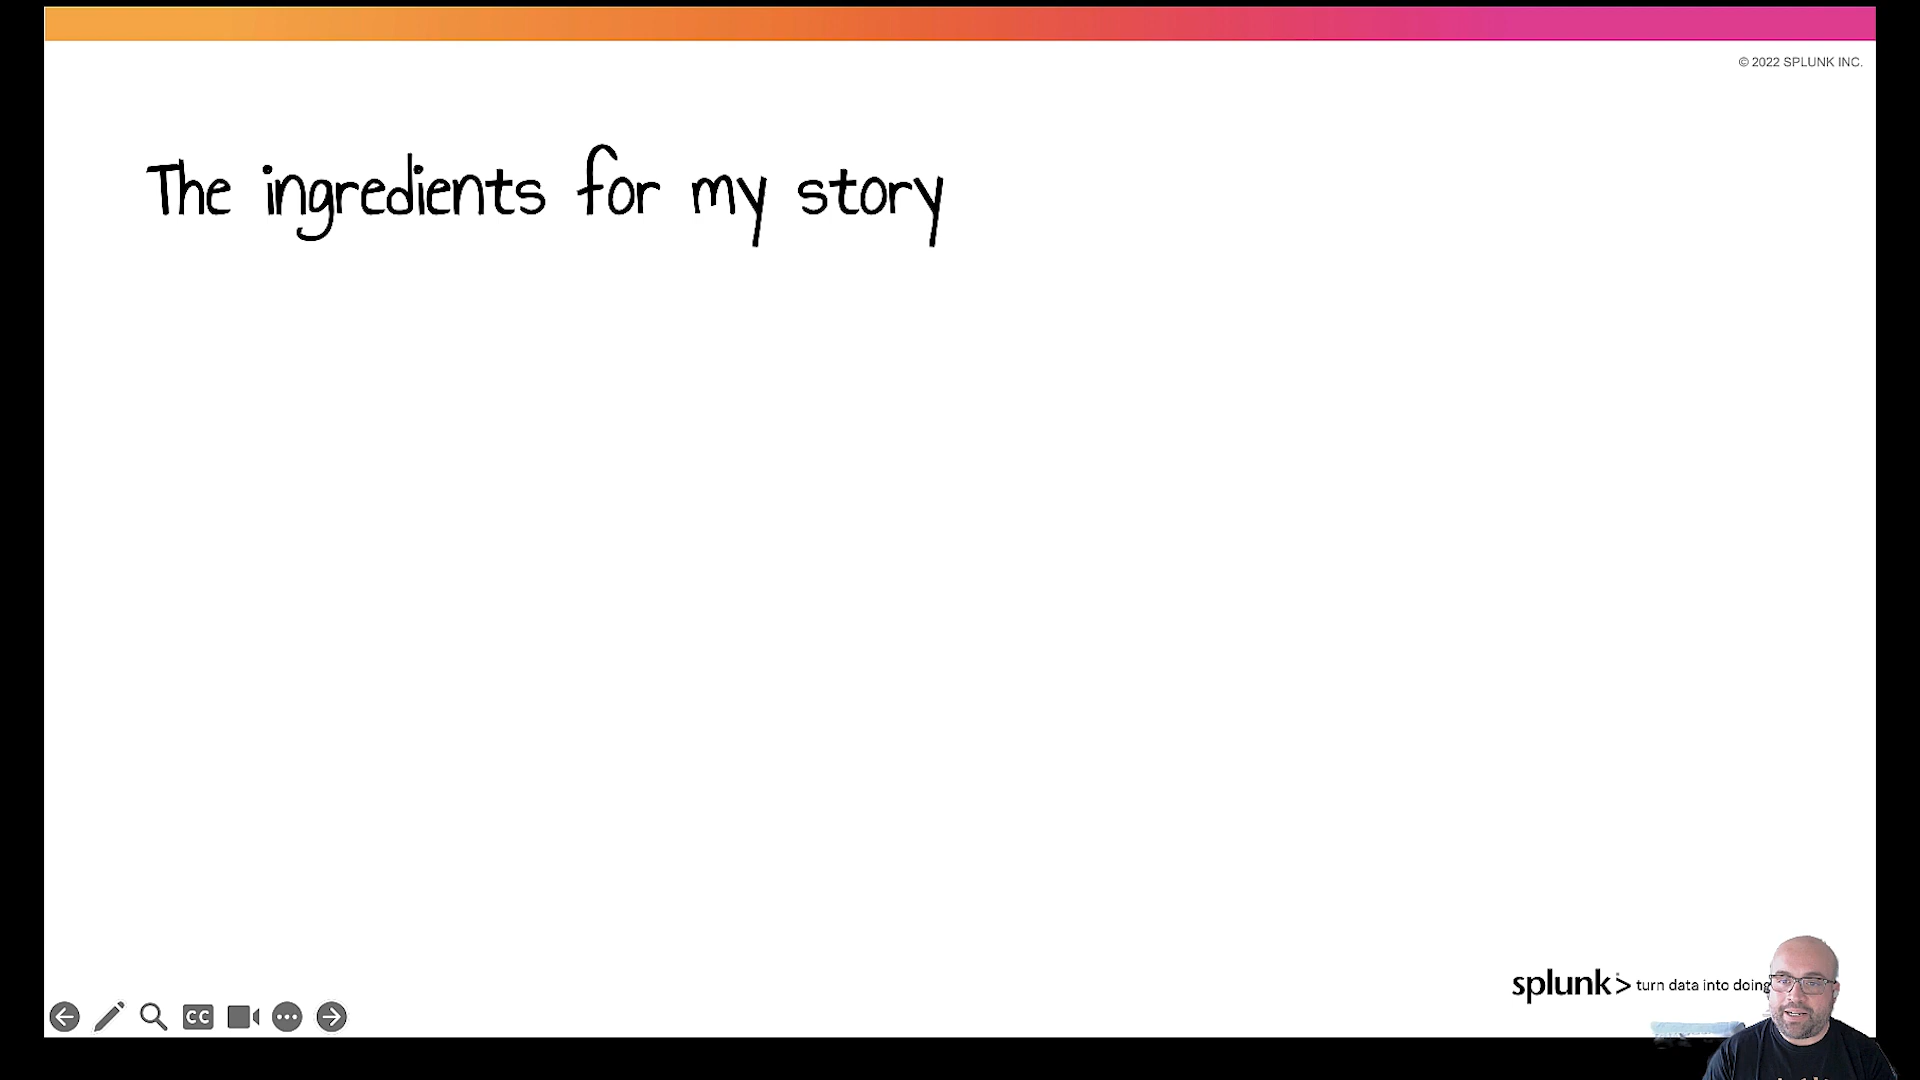 © 2022 SPLUNK INC.
The ingredients for my story
splunk> turn data into doing
CC